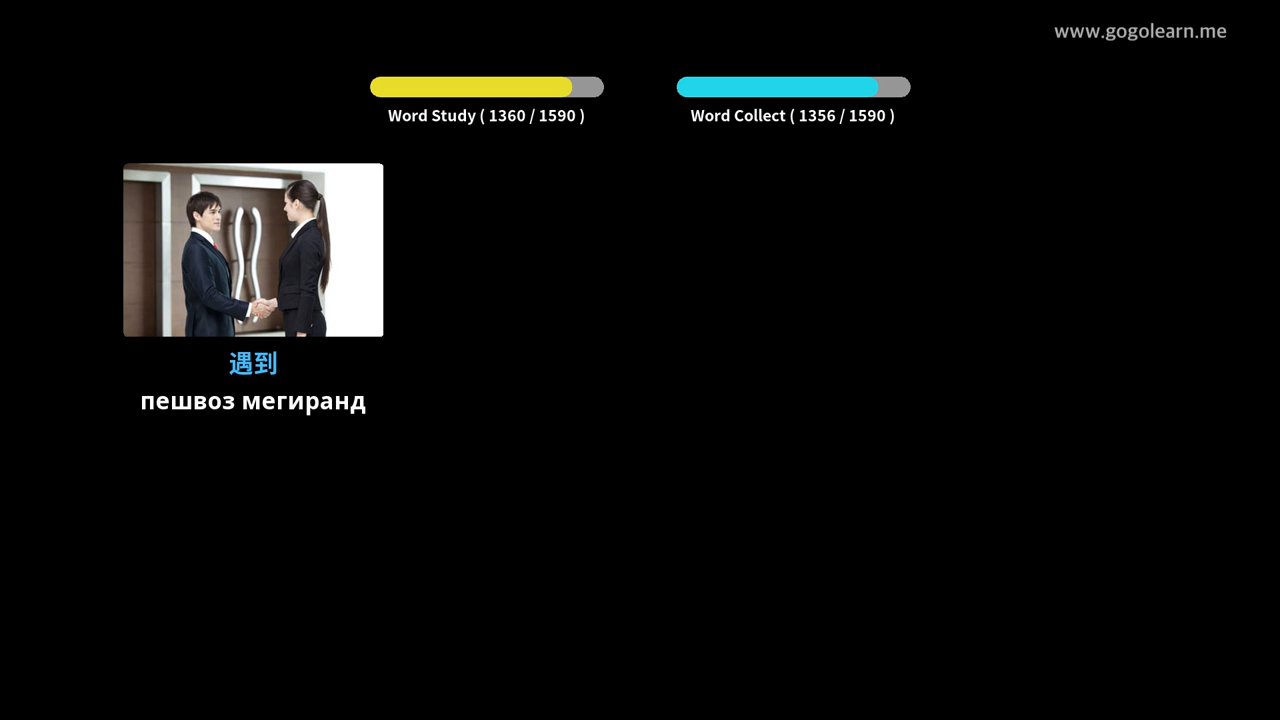 www.gogolearn.me
Word Study ( 1360 / 1590 )
Word Collect ( 1356 / 1590 )
遇到
пешвоз мегиранд